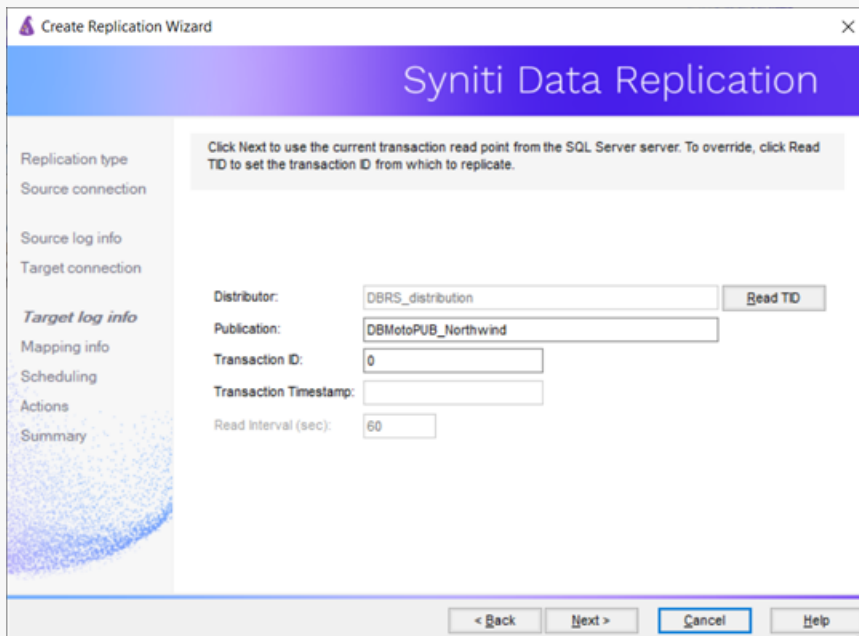 Create Replication Wizard
Syniti Data Replication
Replication type
Source connection
Source log info
Target connection
Target log info
Mapping info
Scheduling
Actions
Summary
Click Next to use the current transaction read point from the SQL Server server. To override, click Read
TID to set the transaction ID from which to replicate.
Distributor: DBRS_distribution Read TID
Publication: DBMotoPUB_Northwind
Transaction ID: 0
Transaction Timestamp:
Read Interval (sec): 60
< Back Next > Cancel Help